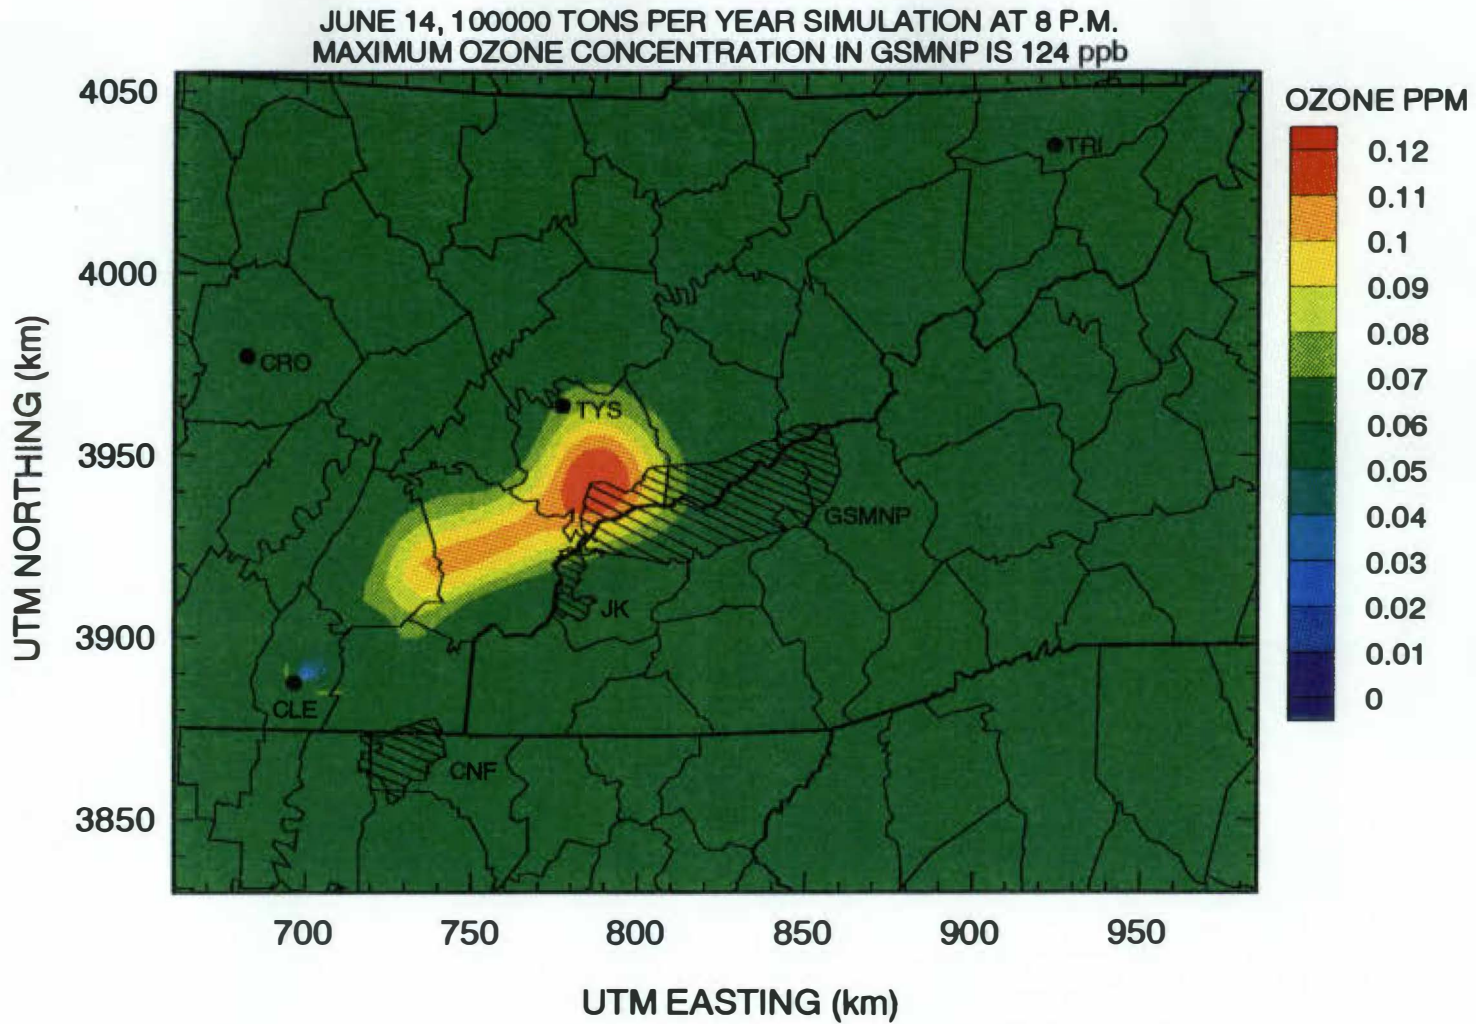 JUNE 14, 100000 TONS PER YEAR SIMULATION AT 8 P.M.
MAXIMUM OZONE CONCENTRATION IN GSMNP IS 124 ppb
OZONE PPM
0.12
0.11
0.1
0.09
0.08
0.07
0.06
0.05
0.04
0.03
0.02
0.01
0
UTM NORTHING (km)
4050
4000
3950
3900
3850
TRI
CRO
TYS
GSMNP
JK
CLE
CNF
700
750
800
850
900
950
UTM EASTING (km)